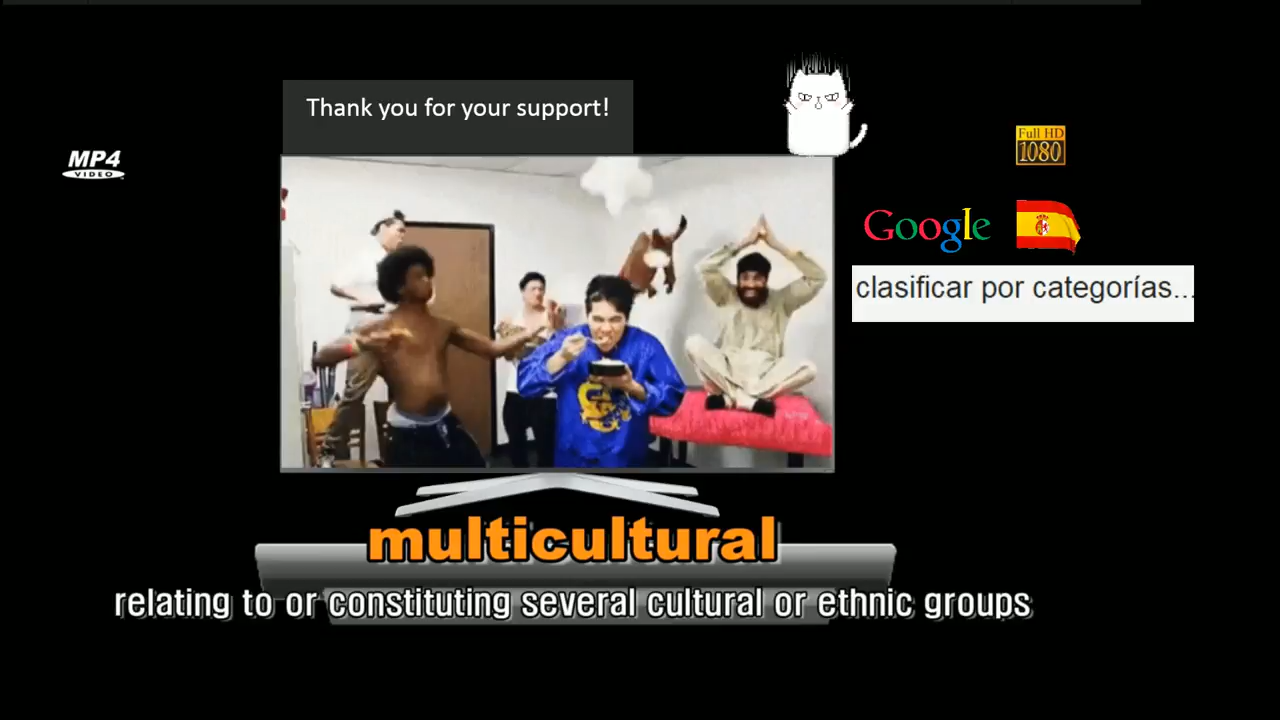 Thank you for your support!
MP4
VIDEO
Full HD
1080
Google
clasificar por categorías...
multicultural
relating to or constituting several cultural or ethnic groups